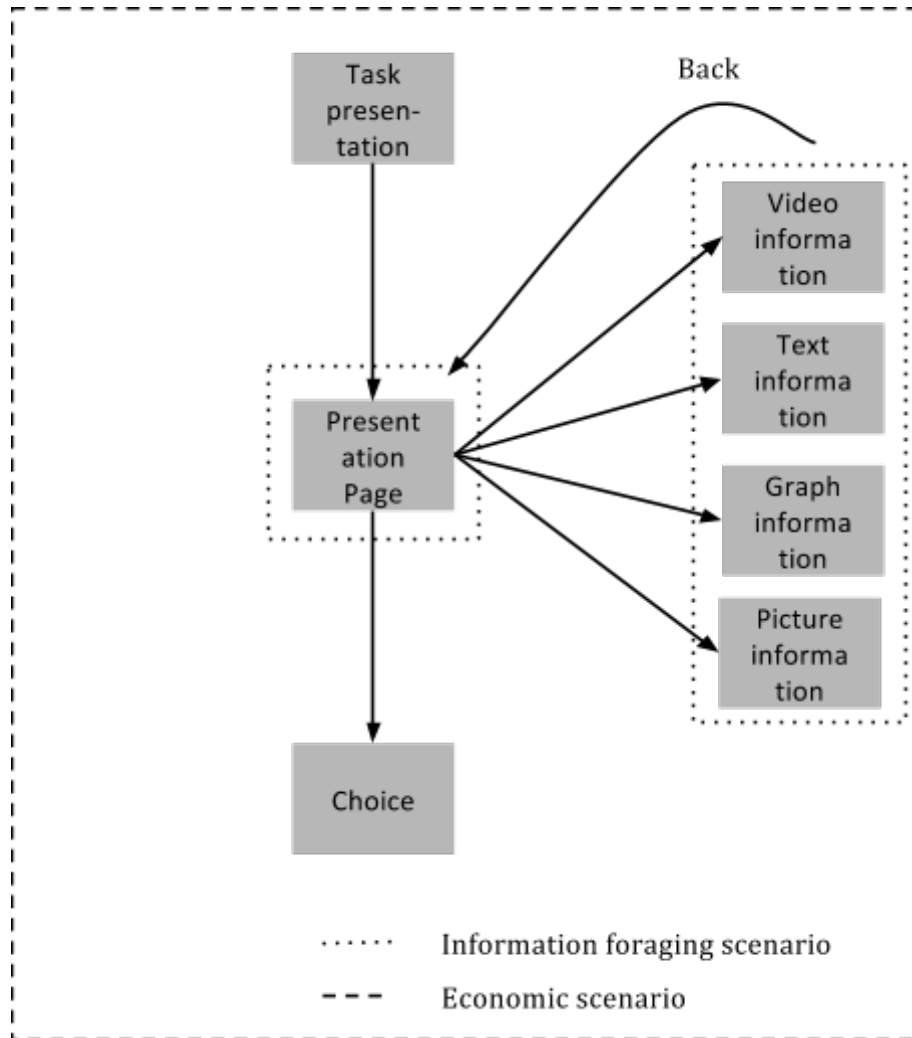 Task
presen-
tation
Back
Video
informa
tion
Text
informa
tion
Present
ation
Page
Graph
informa
tion
Picture
informa
tion
Choice
Information foraging scenario
Economic scenario